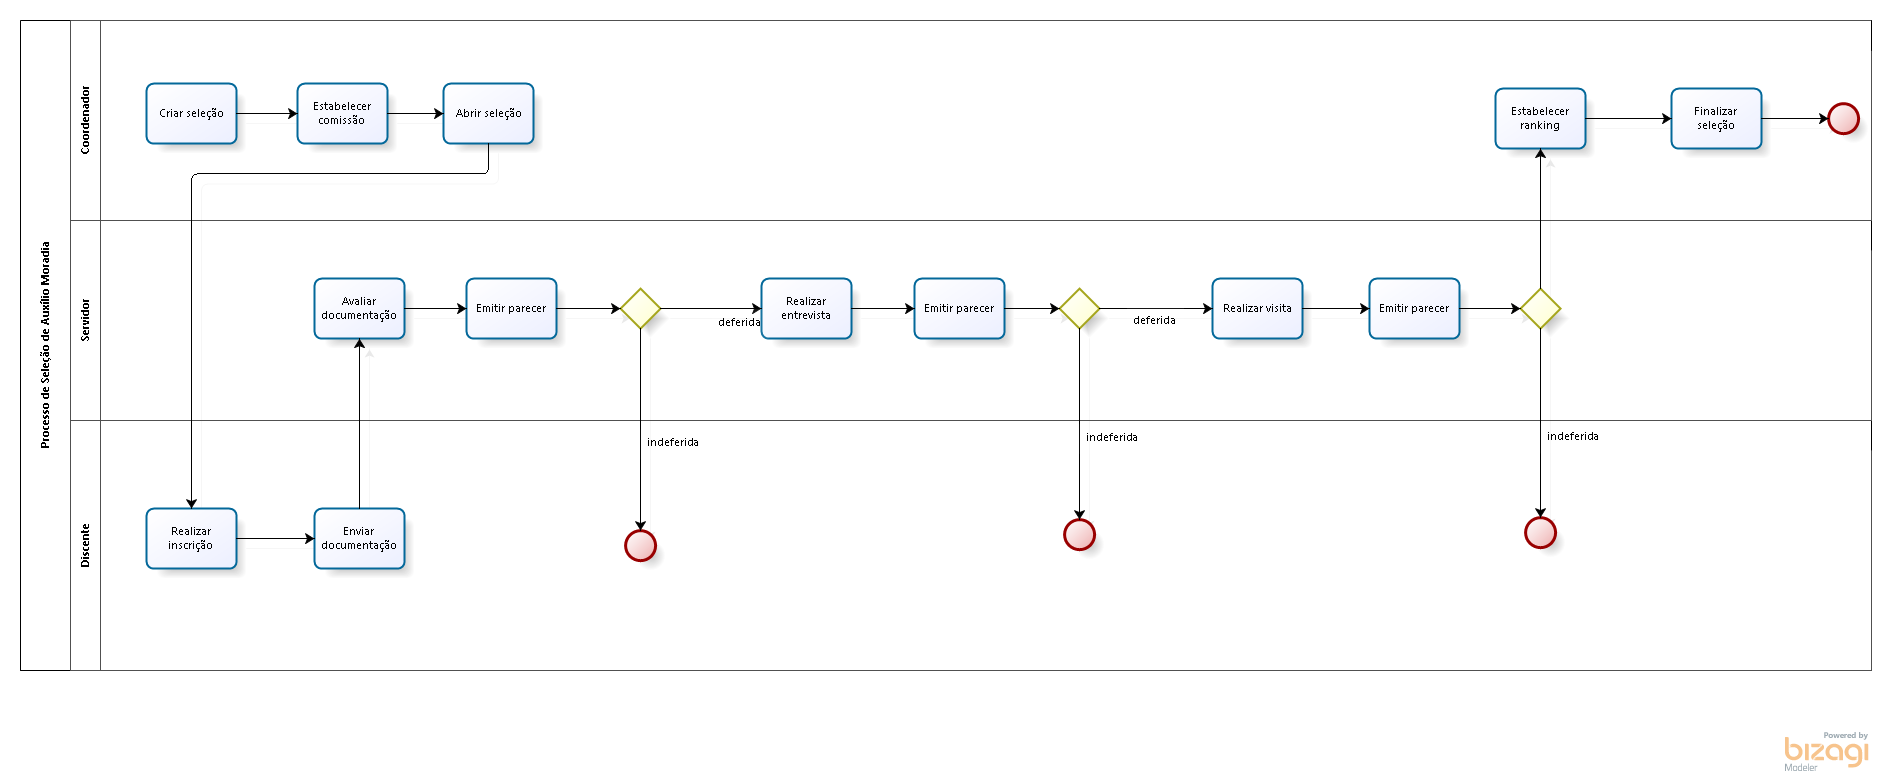 Processo de Seleção de Auxílio Moradia
Coordenador
Criar seleção
Estabelecer
comissão
Abrir seleção
Estabelecer
ranking
Finalizar
seleção
Servidor
Avaliar
documentação
Emitir parecer
deferida
Realizar
entrevista
Emitir parecer
deferida
Realizar visita
Emitir parecer
Discente
indeferida
indeferida
indeferida
Realizar
inscrição
Enviar
documentação
Powered by
bizagi
Modeler